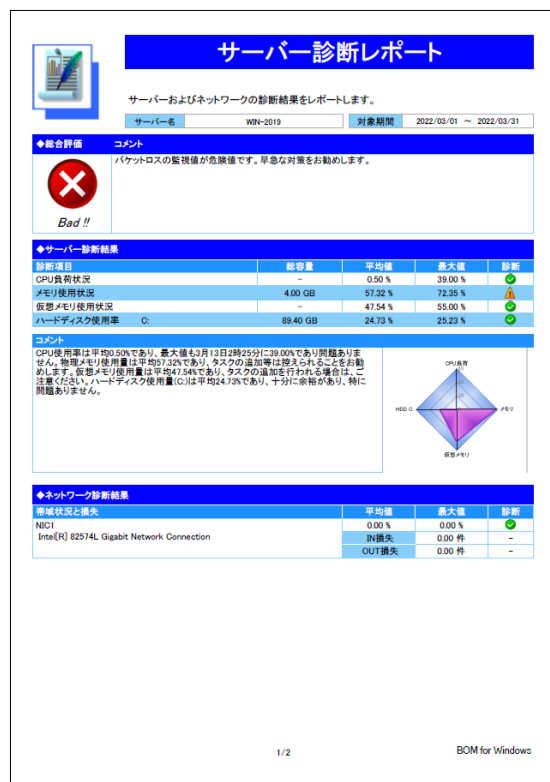 サーバー診断レポート
サーバーおよびネットワークの診断結果をレポートします。
サーバー名 WIN-2019 対象期間 2022/03/01 ～ 2022/03/31
◆総合評価 コメント
パケットロスの監視値が危険値です。早急な対策をお勧めします。
Bad !!
◆サーバー診断結果
診断項目 総容量 平均値 最大値 診断
CPU負荷状況 - 0.50 % 39.00 %
メモリ使用状況 4.00 GB 57.32 % 72.35 %
仮想メモリ使用状況 - 47.54 % 55.00 %
ハードディスク使用率 C: 89.40 GB 24.73 % 25.23 %
コメント
CPU使用率は平均0.50%であり、最大値も3月13日2時25分に39.00%であり問題ありま
せん。物理メモリ使用量は平均57.32%であり、タスクの追加等は控えられることをお勧
めします。仮想メモリ使用量は平均47.54%であり、タスクの追加を行われる場合は、ご
注意ください。ハードディスク使用量(C:)は平均24.73%であり、十分に余裕があり、特に
問題ありません。
CPU負荷
HDD C:
メモリ
仮想メモリ
◆ネットワーク診断結果
帯域状況と損失 平均値 最大値 診断
NIC1 0.00 % 0.00 %
Intel[R] 82574L Gigabit Network Connection IN損失 0.00 件 -
OUT損失 0.00 件 -
1/2
BOM for Windows